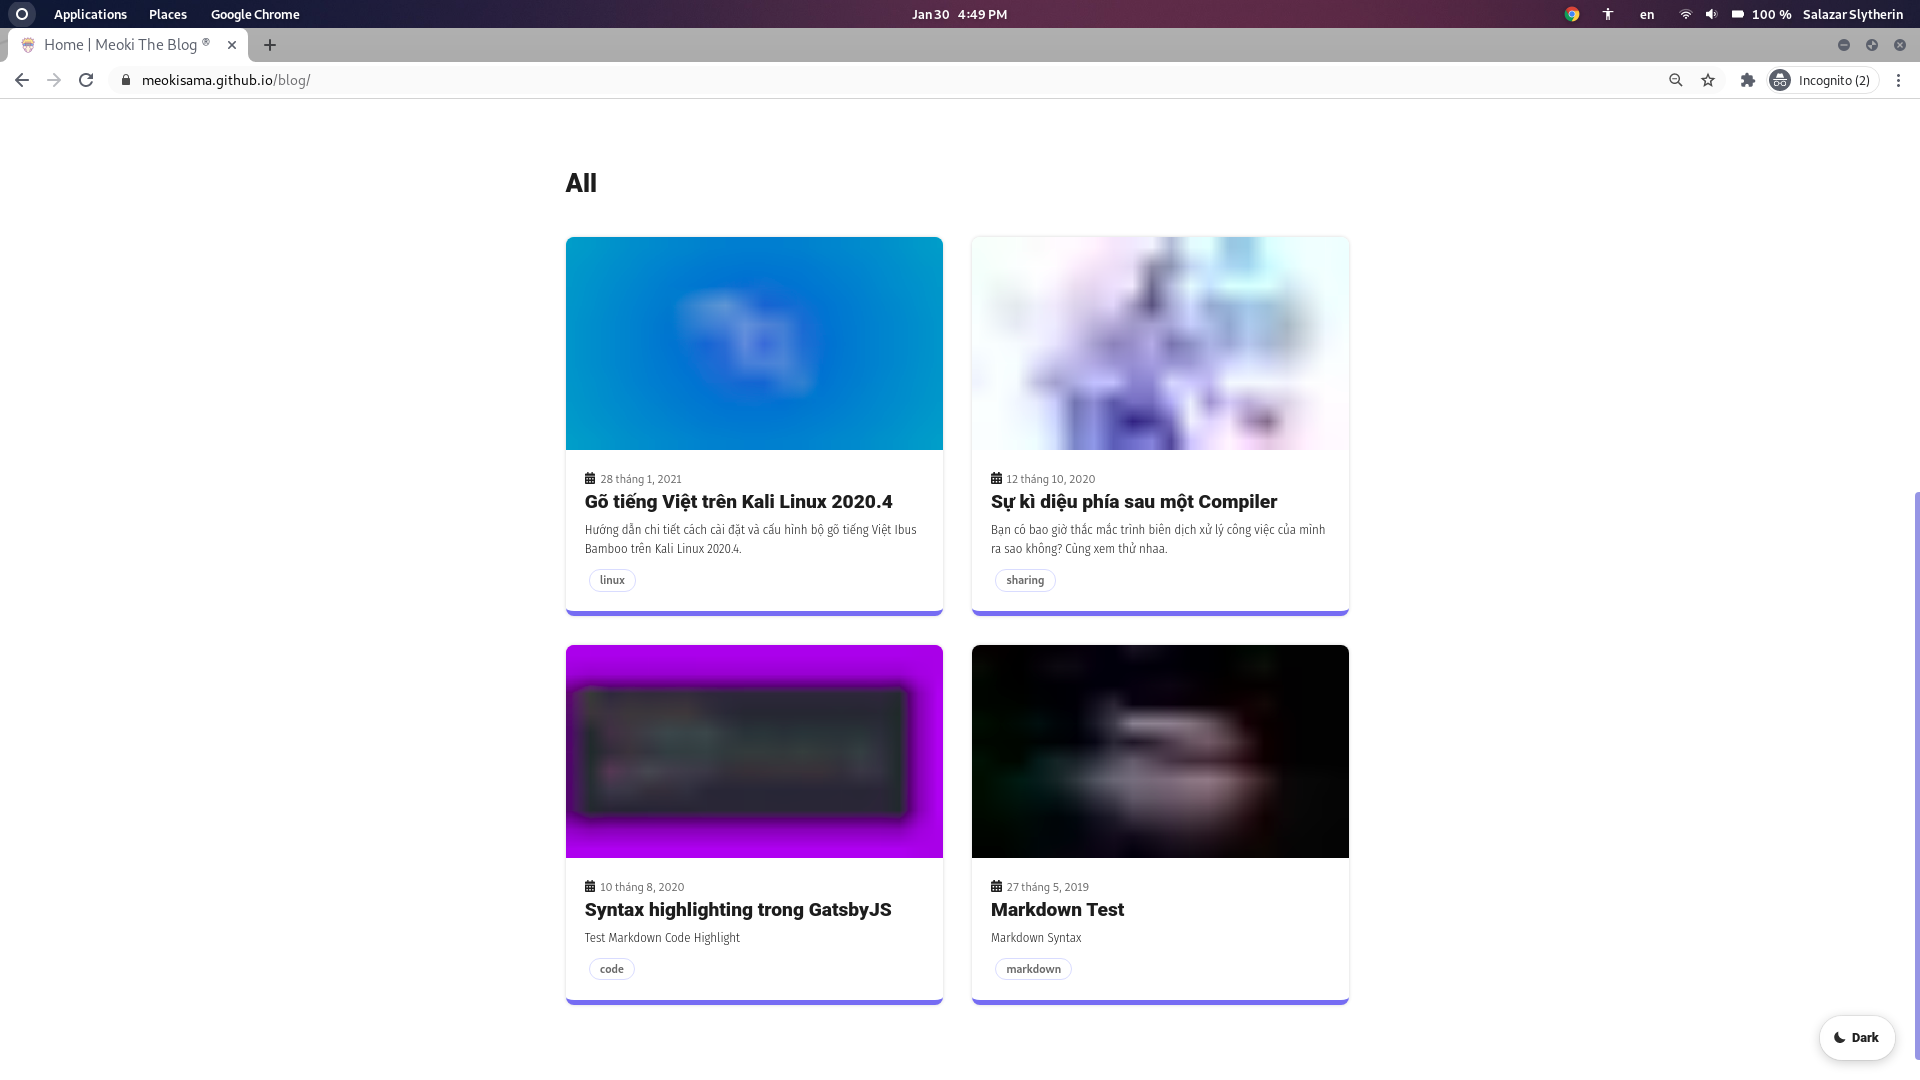 Applications Places Google Chrome Jan 30 4:49 PM en 100 % Salazar Slytherin
Home | Meoki The Blog ®
meokisama.github.io/blog/ Incognito (2)
All
28 tháng 1, 2021
Gõ tiếng Việt trên Kali Linux 2020.4
Hướng dẫn chi tiết cách cài đặt và cấu hình bộ gõ tiếng Việt Ibus
Bamboo trên Kali Linux 2020.4.
linux
12 tháng 10, 2020
Sự kì diệu phía sau một Compiler
Bạn có bao giờ thắc mắc trình biên dịch xử lý công việc của mình
ra sao không? Cùng xem thử nhaa.
sharing
10 tháng 8, 2020
Syntax highlighting trong GatsbyJS
Test Markdown Code Highlight
code
27 tháng 5, 2019
Markdown Test
Markdown Syntax
markdown
Dark